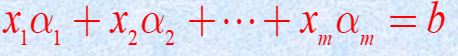 x₁α₁ + x₂α₂ + ⋯ + xₘαₘ = b